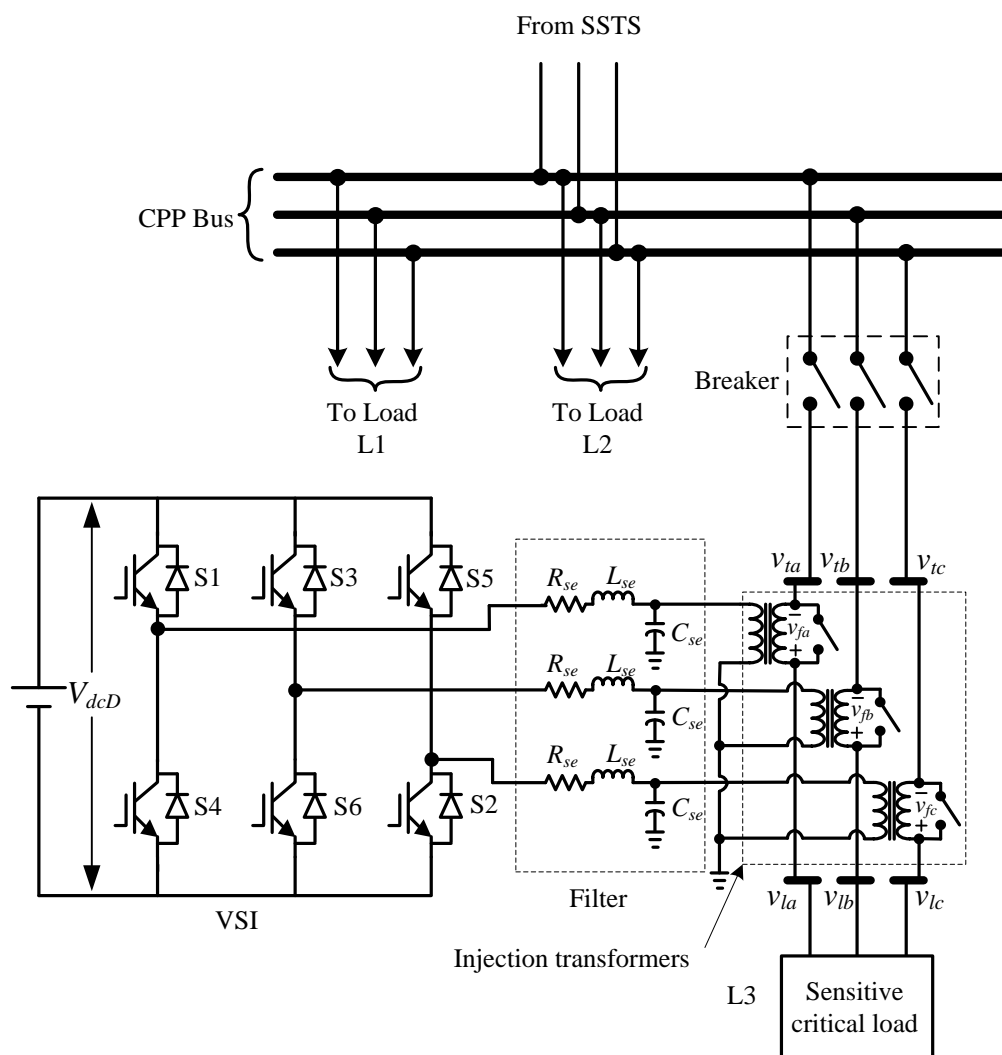 From SSTS
CPP Bus
Breaker
To Load
L1
To Load
L2
v_ta v_tb v_tc
S1 S3 S5
R_se L_se
C_se
v_fa
− +
V_dcD
R_se L_se
C_se
v_fb
− +
S4 S6 S2
R_se L_se
C_se
v_fc
− +
VSI
Filter
v_la v_lb v_lc
Injection transformers
L3
Sensitive
critical load